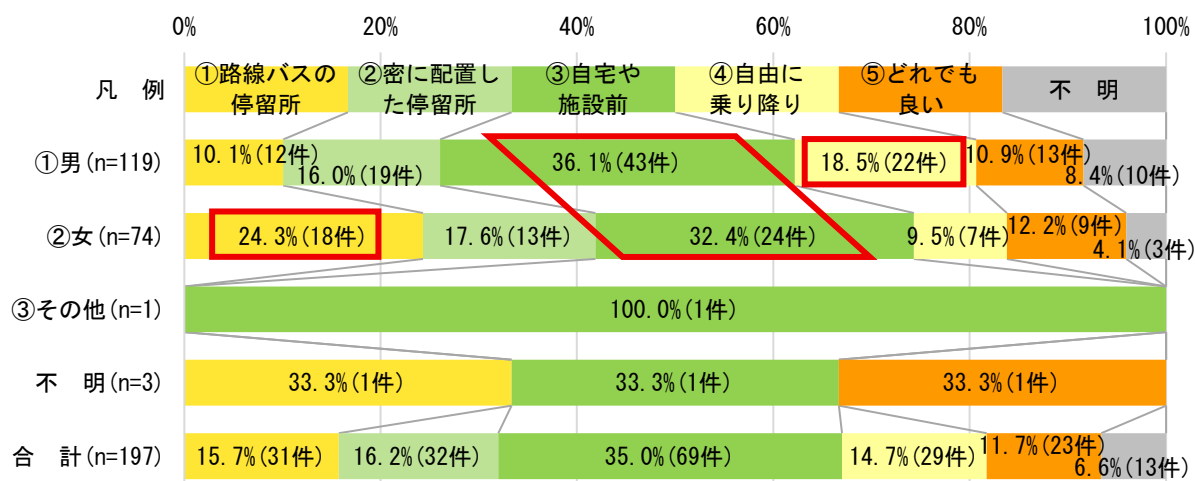 0% 20% 40% 60% 80% 100%
凡 例 ①路線バスの停留所 ②密に配置した停留所 ③自宅や施設前 ④自由に乗り降り ⑤どれでも良い 不 明
①男(n=119) 10.1%(12件) 16.0%(19件) 36.1%(43件) 18.5%(22件) 10.9%(13件) 8.4%(10件)
②女(n=74) 24.3%(18件) 17.6%(13件) 32.4%(24件) 9.5%(7件) 12.2%(9件) 4.1%(3件)
③その他(n=1) 100.0%(1件)
不 明(n=3) 33.3%(1件) 33.3%(1件) 33.3%(1件)
合 計(n=197) 15.7%(31件) 16.2%(32件) 35.0%(69件) 14.7%(29件) 11.7%(23件) 6.6%(13件)